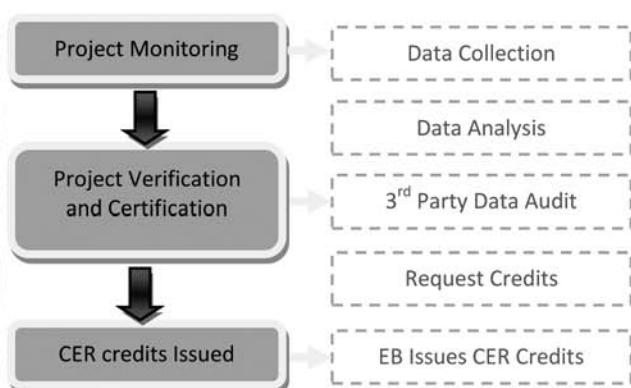 Project Monitoring
Data Collection
Data Analysis
Project Verification
and Certification
3rd Party Data Audit
Request Credits
CER credits Issued
EB Issues CER Credits